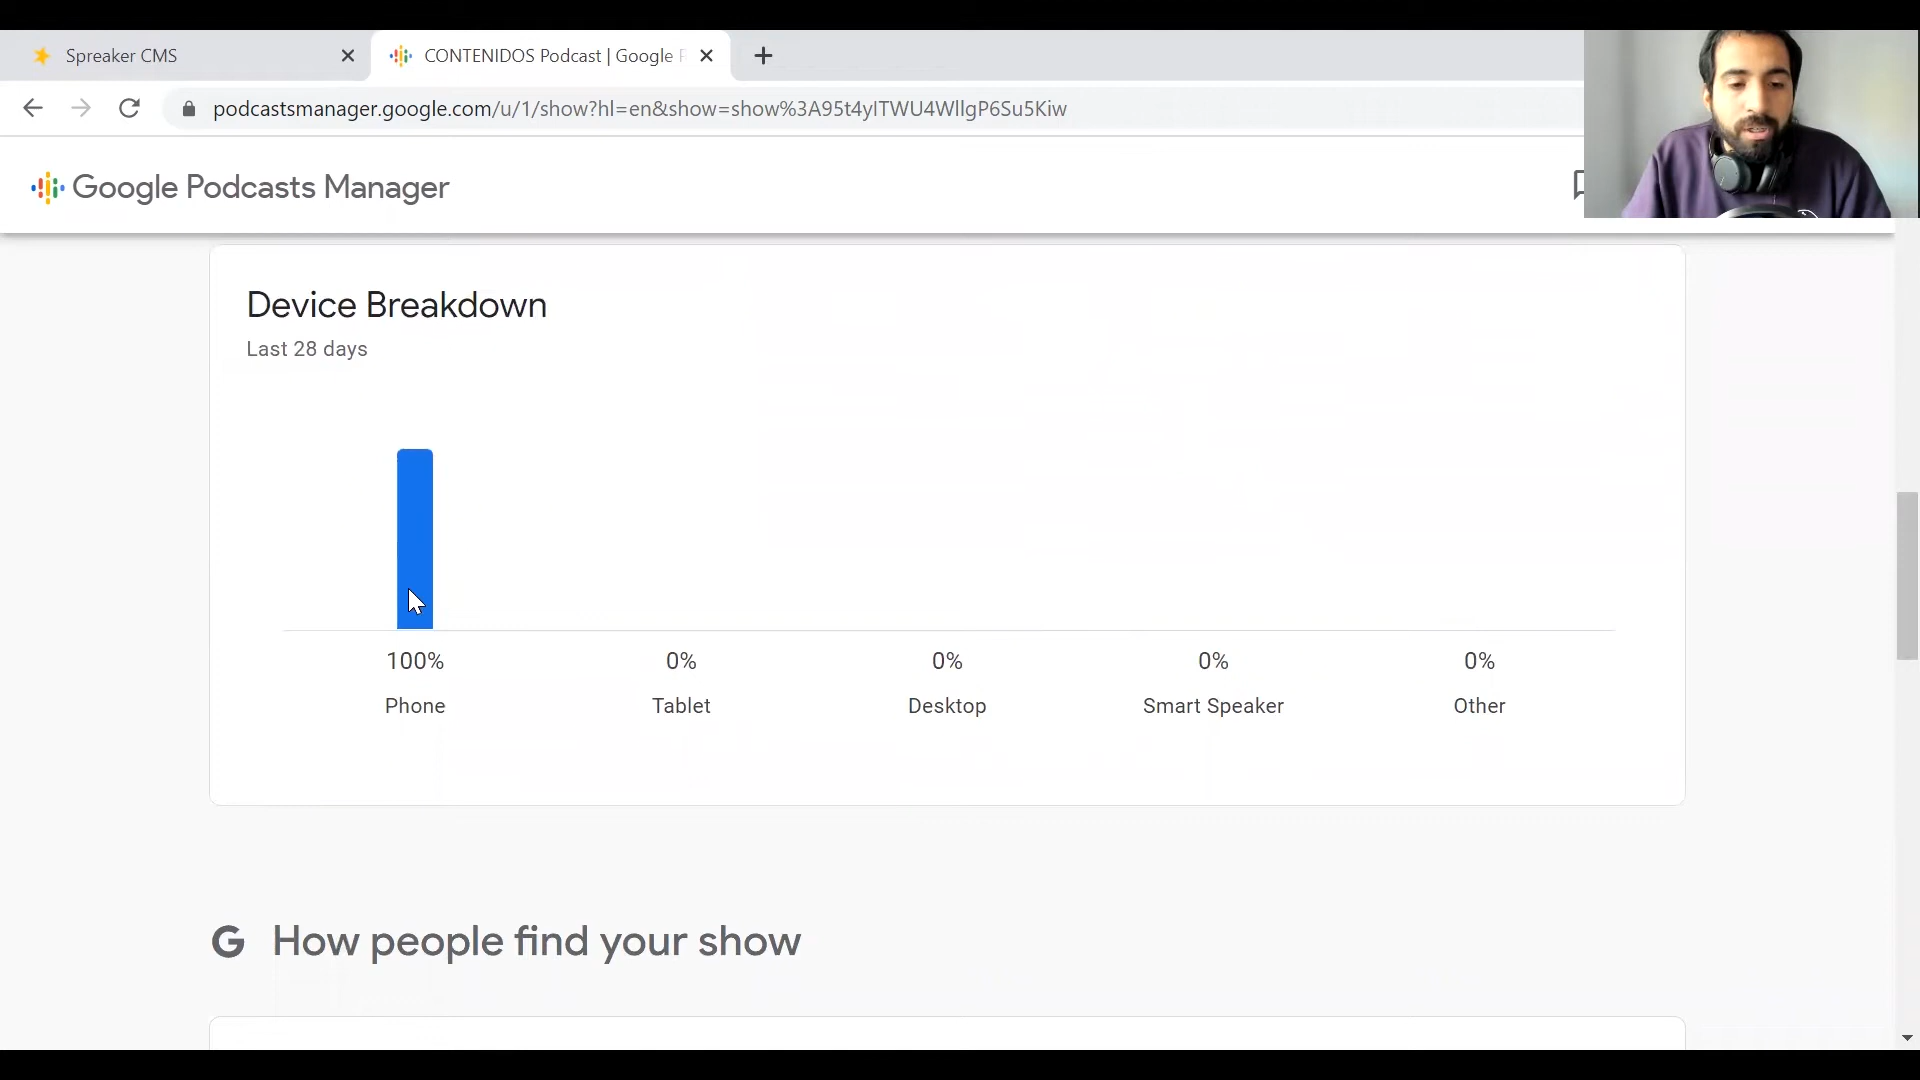 Spreaker CMS
CONTENIDOS Podcast | Google P
podcastsmanager.google.com/u/1/show?hl=en&show=show%3A95t4yITWU4WlIgP6Su5Kiw
Google Podcasts Manager
Device Breakdown
Last 28 days
100% 0% 0% 0% 0%
Phone Tablet Desktop Smart Speaker Other
G How people find your show